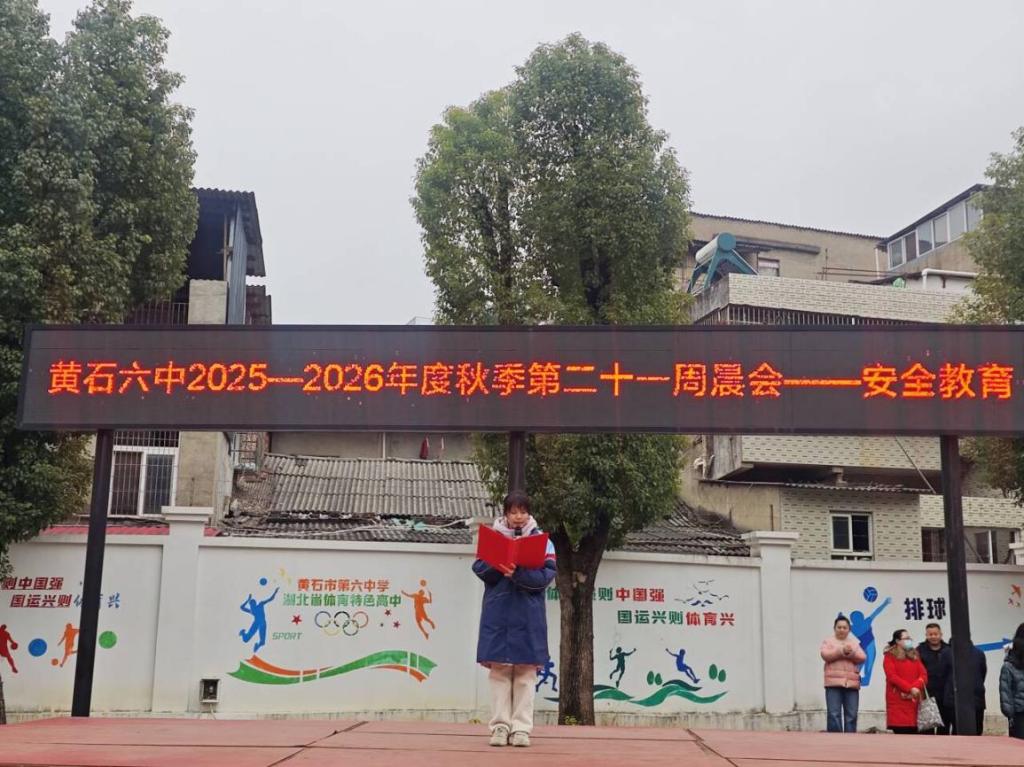 黄石六中2025—2026年度秋季第二十一周晨会——安全教育
则中国强
国运兴则体育兴
黄石市第六中学
湖北省体育特色高中
SPORT
则中国强
国运兴则体育兴
排球